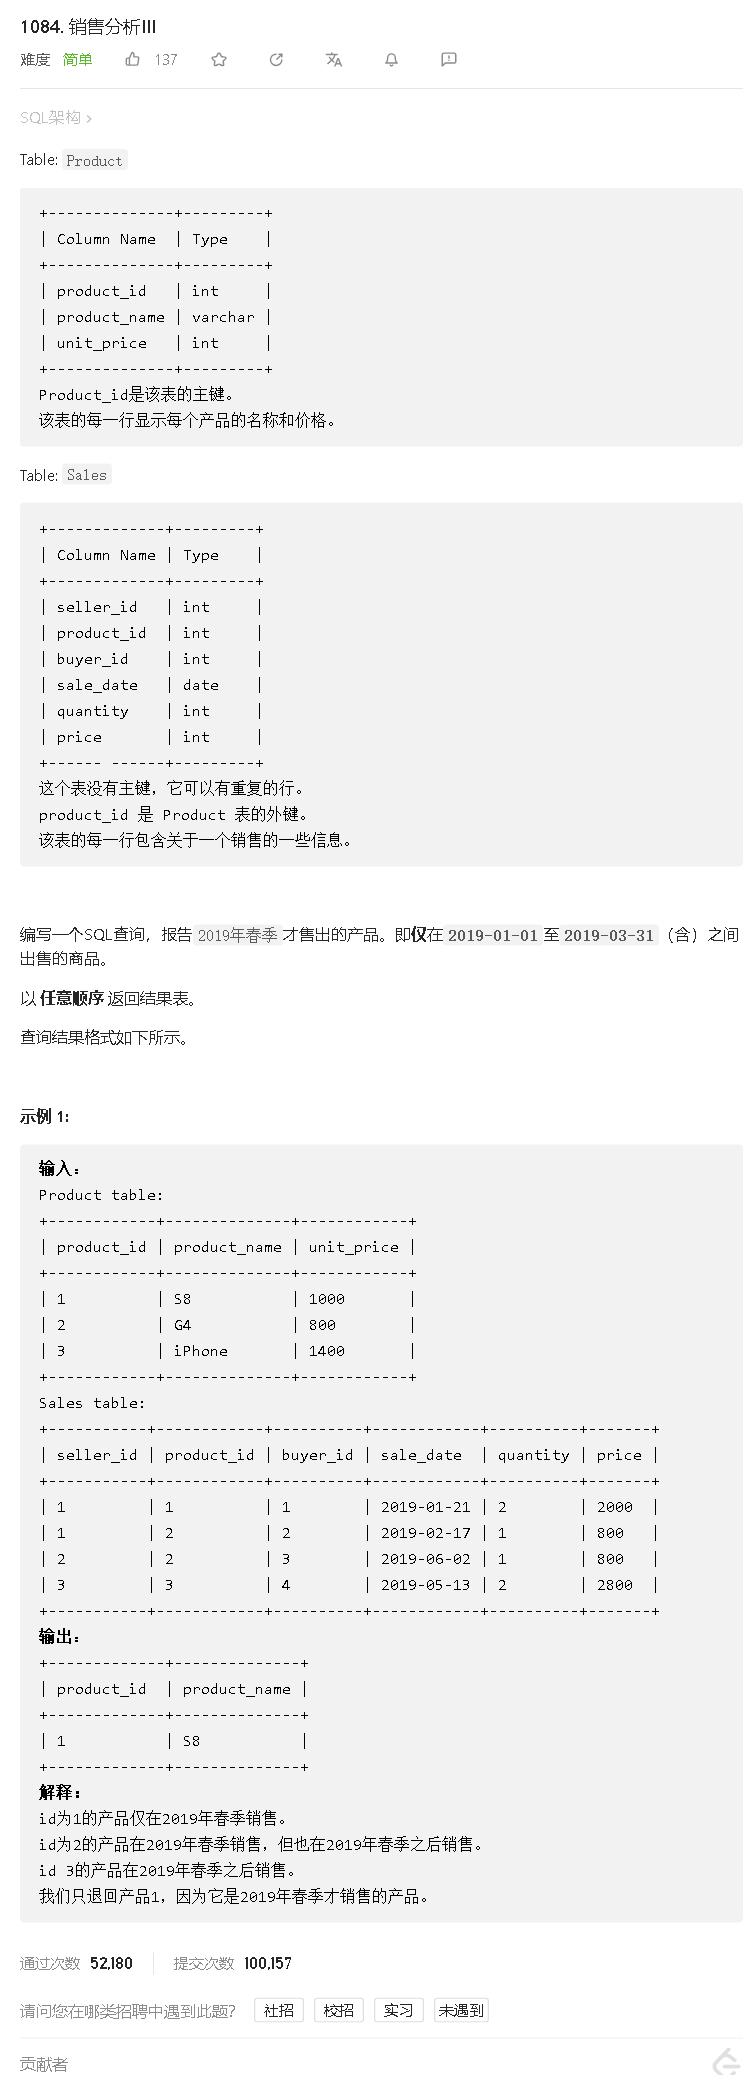 1084. 销售分析III
难度 简单 137
SQL架构 >
Table: Product
+--------------+---------+
| Column Name  | Type    |
+--------------+---------+
| product_id   | int     |
| product_name | varchar |
| unit_price   | int     |
+--------------+---------+
Product_id是该表的主键。
该表的每一行显示每个产品的名称和价格。
Table: Sales
+-------------+---------+
| Column Name | Type    |
+-------------+---------+
| seller_id   | int     |
| product_id  | int     |
| buyer_id    | int     |
| sale_date   | date    |
| quantity    | int     |
| price       | int     |
+------ ------+---------+
这个表没有主键，它可以有重复的行。
product_id 是 Product 表的外键。
该表的每一行包含关于一个销售的一些信息。
编写一个SQL查询，报告 2019年春季 才售出的产品。即仅在 2019-01-01 至 2019-03-31 （含）之间
出售的商品。
以 任意顺序 返回结果表。
查询结果格式如下所示。
示例 1:
输入：
Product table:
+------------+--------------+------------+
| product_id | product_name | unit_price |
+------------+--------------+------------+
| 1          | S8           | 1000       |
| 2          | G4           | 800        |
| 3          | iPhone       | 1400       |
+------------+--------------+------------+
Sales table:
+-----------+------------+----------+------------+----------+-------+
| seller_id | product_id | buyer_id | sale_date  | quantity | price |
+-----------+------------+----------+------------+----------+-------+
| 1         | 1          | 1        | 2019-01-21 | 2        | 2000  |
| 1         | 2          | 2        | 2019-02-17 | 1        | 800   |
| 2         | 2          | 3        | 2019-06-02 | 1        | 800   |
| 3         | 3          | 4        | 2019-05-13 | 2        | 2800  |
+-----------+------------+----------+------------+----------+-------+
输出：
+-------------+--------------+
| product_id  | product_name |
+-------------+--------------+
| 1           | S8           |
+-------------+--------------+
解释：
id为1的产品仅在2019年春季销售。
id为2的产品在2019年春季销售，但也在2019年春季之后销售。
id 3的产品在2019年春季之后销售。
我们只退回产品1，因为它是2019年春季才销售的产品。
通过次数 52,180 提交次数 100,157
请问您在哪类招聘中遇到此题？ 社招 校招 实习 未遇到
贡献者